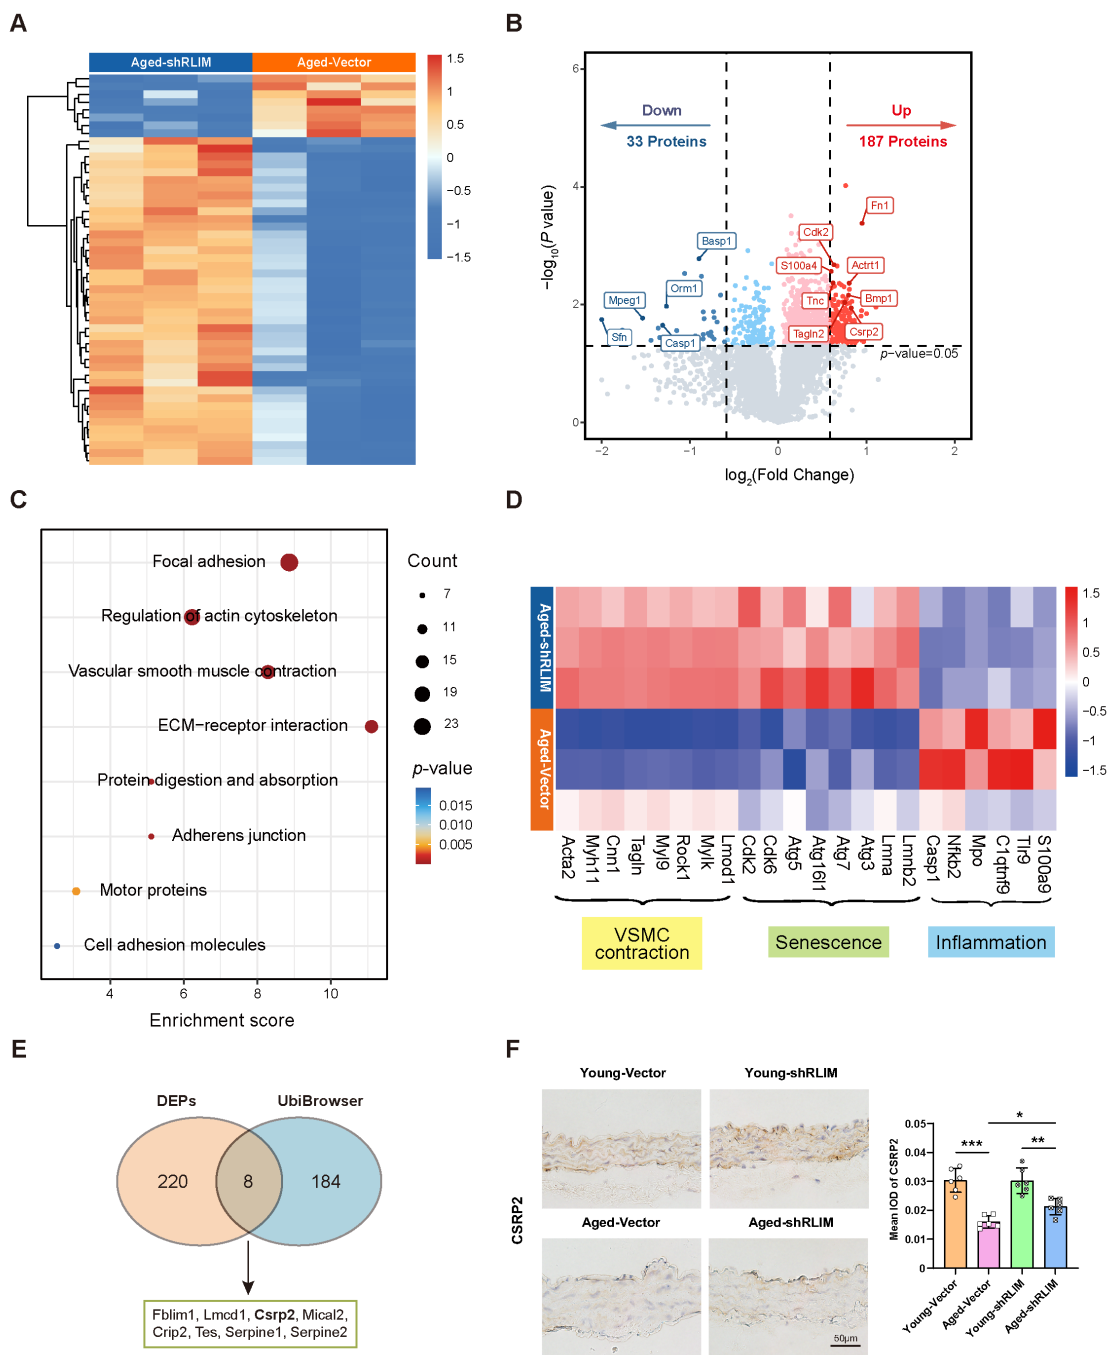 A
Aged-shRLIM
Aged-Vector
1.5
1
0.5
0
−0.5
−1
−1.5
B
Down
33 Proteins
Up
187 Proteins
Fn1
Cdk2
Basp1
S100a4
Actrt1
Orm1
Mpeg1
Tnc
Bmp1
Sfn
Casp1
Tagln2
Csrp2
p-value=0.05
6
4
2
0
−log₁₀(P value)
−2
−1
0
1
2
log₂(Fold Change)
C
Focal adhesion
Regulation of actin cytoskeleton
Vascular smooth muscle contraction
ECM−receptor interaction
Protein digestion and absorption
Adherens junction
Motor proteins
Cell adhesion molecules
4
6
8
10
Enrichment score
Count
7
11
15
19
23
p-value
0.015
0.010
0.005
D
Aged-shRLIM
Aged-Vector
1.5
1
0.5
0
−0.5
−1
−1.5
Acta2
Myh11
Cnn1
Tagln
Myl9
Rock1
Mylk
Lmod1
Cdk2
Cdk6
Atg5
Atg16l1
Atg7
Atg3
Lmna
Lmnb2
Casp1
Nfkb2
Mpo
C1qtnf9
Tlr9
S100a9
VSMC
contraction
Senescence
Inflammation
E
DEPs
UbiBrowser
220
8
184
Fblim1, Lmcd1, Csrp2, Mical2,
Crip2, Tes, Serpine1, Serpine2
F
Young-Vector
Young-shRLIM
Aged-Vector
Aged-shRLIM
CSRP2
50μm
Mean IOD of CSRP2
0.05
0.04
0.03
0.02
0.01
0
***
*
**
Young-Vector
Aged-Vector
Young-shRLIM
Aged-shRLIM